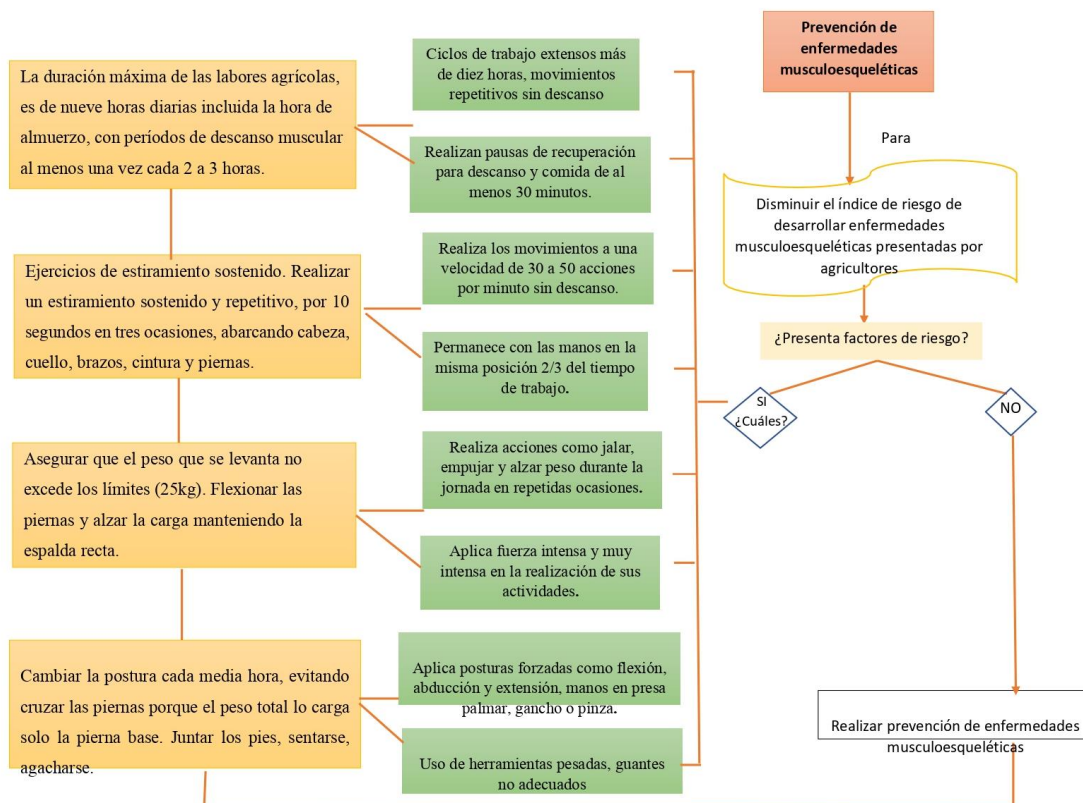 Prevención de
enfermedades
musculoesqueléticas
Para
Disminuir el índice de riesgo de
desarrollar enfermedades
musculoesqueléticas presentadas por
agricultores
¿Presenta factores de riesgo?
SI
¿Cuáles?
NO
Ciclos de trabajo extensos más
de diez horas, movimientos
repetitivos sin descanso
Realizan pausas de recuperación
para descanso y comida de al
menos 30 minutos.
Realiza los movimientos a una
velocidad de 30 a 50 acciones
por minuto sin descanso.
Permanece con las manos en la
misma posición 2/3 del tiempo
de trabajo.
Realiza acciones como jalar,
empujar y alzar peso durante la
jornada en repetidas ocasiones.
Aplica fuerza intensa y muy
intensa en la realización de sus
actividades.
Aplica posturas forzadas como flexión,
abducción y extensión, manos en presa
palmar, gancho o pinza.
Uso de herramientas pesadas, guantes
no adecuados
La duración máxima de las labores agrícolas,
es de nueve horas diarias incluida la hora de
almuerzo, con períodos de descanso muscular
al menos una vez cada 2 a 3 horas.
Ejercicios de estiramiento sostenido. Realizar
un estiramiento sostenido y repetitivo, por 10
segundos en tres ocasiones, abarcando cabeza,
cuello, brazos, cintura y piernas.
Asegurar que el peso que se levanta no
excede los límites (25kg). Flexionar las
piernas y alzar la carga manteniendo la
espalda recta.
Cambiar la postura cada media hora, evitando
cruzar las piernas porque el peso total lo carga
solo la pierna base. Juntar los pies, sentarse,
agacharse.
Realizar prevención de enfermedades
musculoesqueléticas